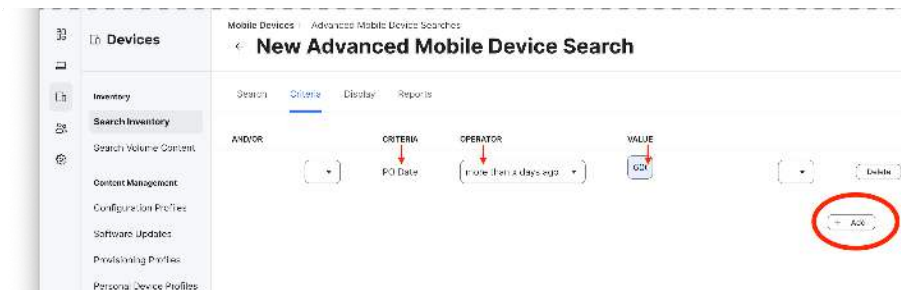 Mobile Devices Advanced Mobile Device Searches
Devices
← New Advanced Mobile Device Search
Inventory
Search Inventory
Search Volume Content
Content Management
Configuration Profiles
Software Updates
Provisioning Profiles
Personal Device Profiles
Search Criteria Display Reports
AND/OR CRITERIA OPERATOR VALUE
PO Date more than x days ago Delete
+ Add